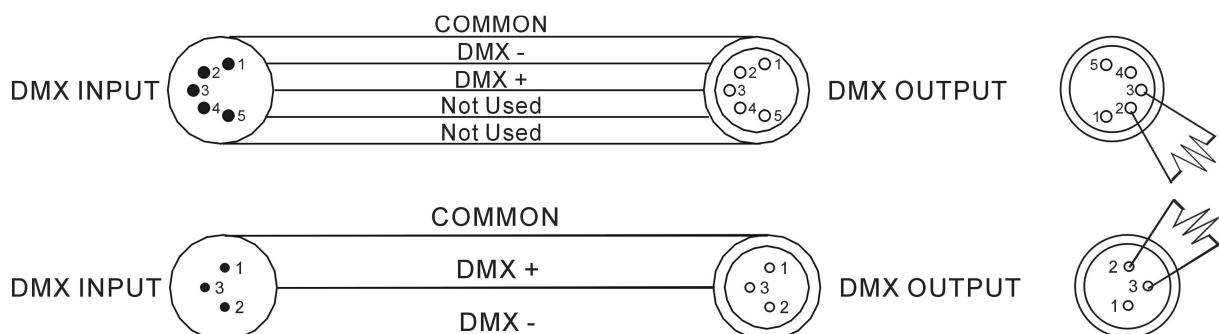 COMMON
DMX -
DMX INPUT
1
2
DMX +
3
Not Used
4
5
Not Used
1
2
3
4
5
DMX OUTPUT
5
4
3
2
1
COMMON
DMX INPUT
1
DMX +
3
2
DMX -
1
3
2
DMX OUTPUT
2
3
1